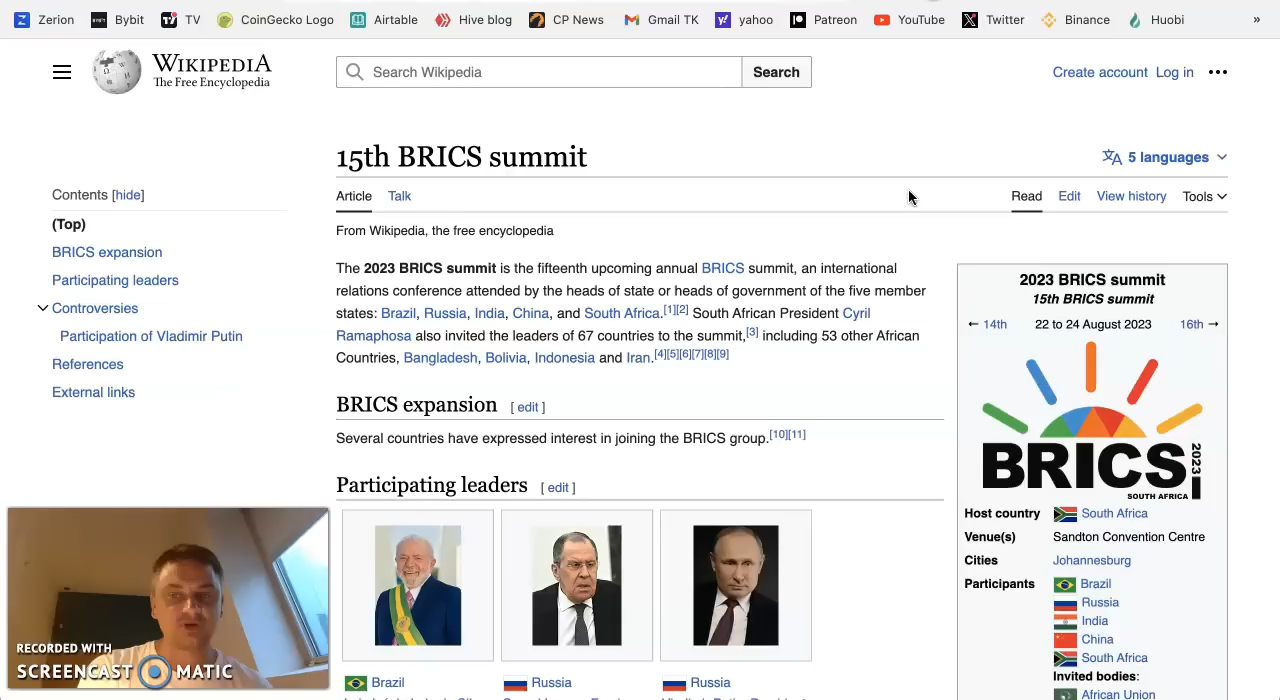 Zerion Bybit TV CoinGecko Logo Airtable Hive blog CP News Gmail TK yahoo Patreon YouTube Twitter Binance Huobi »
WIKIPEDIA
The Free Encyclopedia
Search Wikipedia Search
Create account Log in
15th BRICS summit
5 languages
Contents [hide]
(Top)
BRICS expansion
Participating leaders
Controversies
Participation of Vladimir Putin
References
External links
Article Talk
Read Edit View history Tools
From Wikipedia, the free encyclopedia
The 2023 BRICS summit is the fifteenth upcoming annual BRICS summit, an international
relations conference attended by the heads of state or heads of government of the five member
states: Brazil, Russia, India, China, and South Africa.[1][2] South African President Cyril
Ramaphosa also invited the leaders of 67 countries to the summit,[3] including 53 other African
Countries, Bangladesh, Bolivia, Indonesia and Iran.[4][5][6][7][8][9]
BRICS expansion [ edit ]
Several countries have expressed interest in joining the BRICS group.[10][11]
Participating leaders [ edit ]
Brazil
Russia
Russia
2023 BRICS summit
15th BRICS summit
← 14th 22 to 24 August 2023 16th →
BRICS
2023
SOUTH AFRICA
Host country South Africa
Venue(s) Sandton Convention Centre
Cities Johannesburg
Participants Brazil
Russia
India
China
South Africa
Invited bodies:
African Union
RECORDED WITH
SCREENCAST MATIC